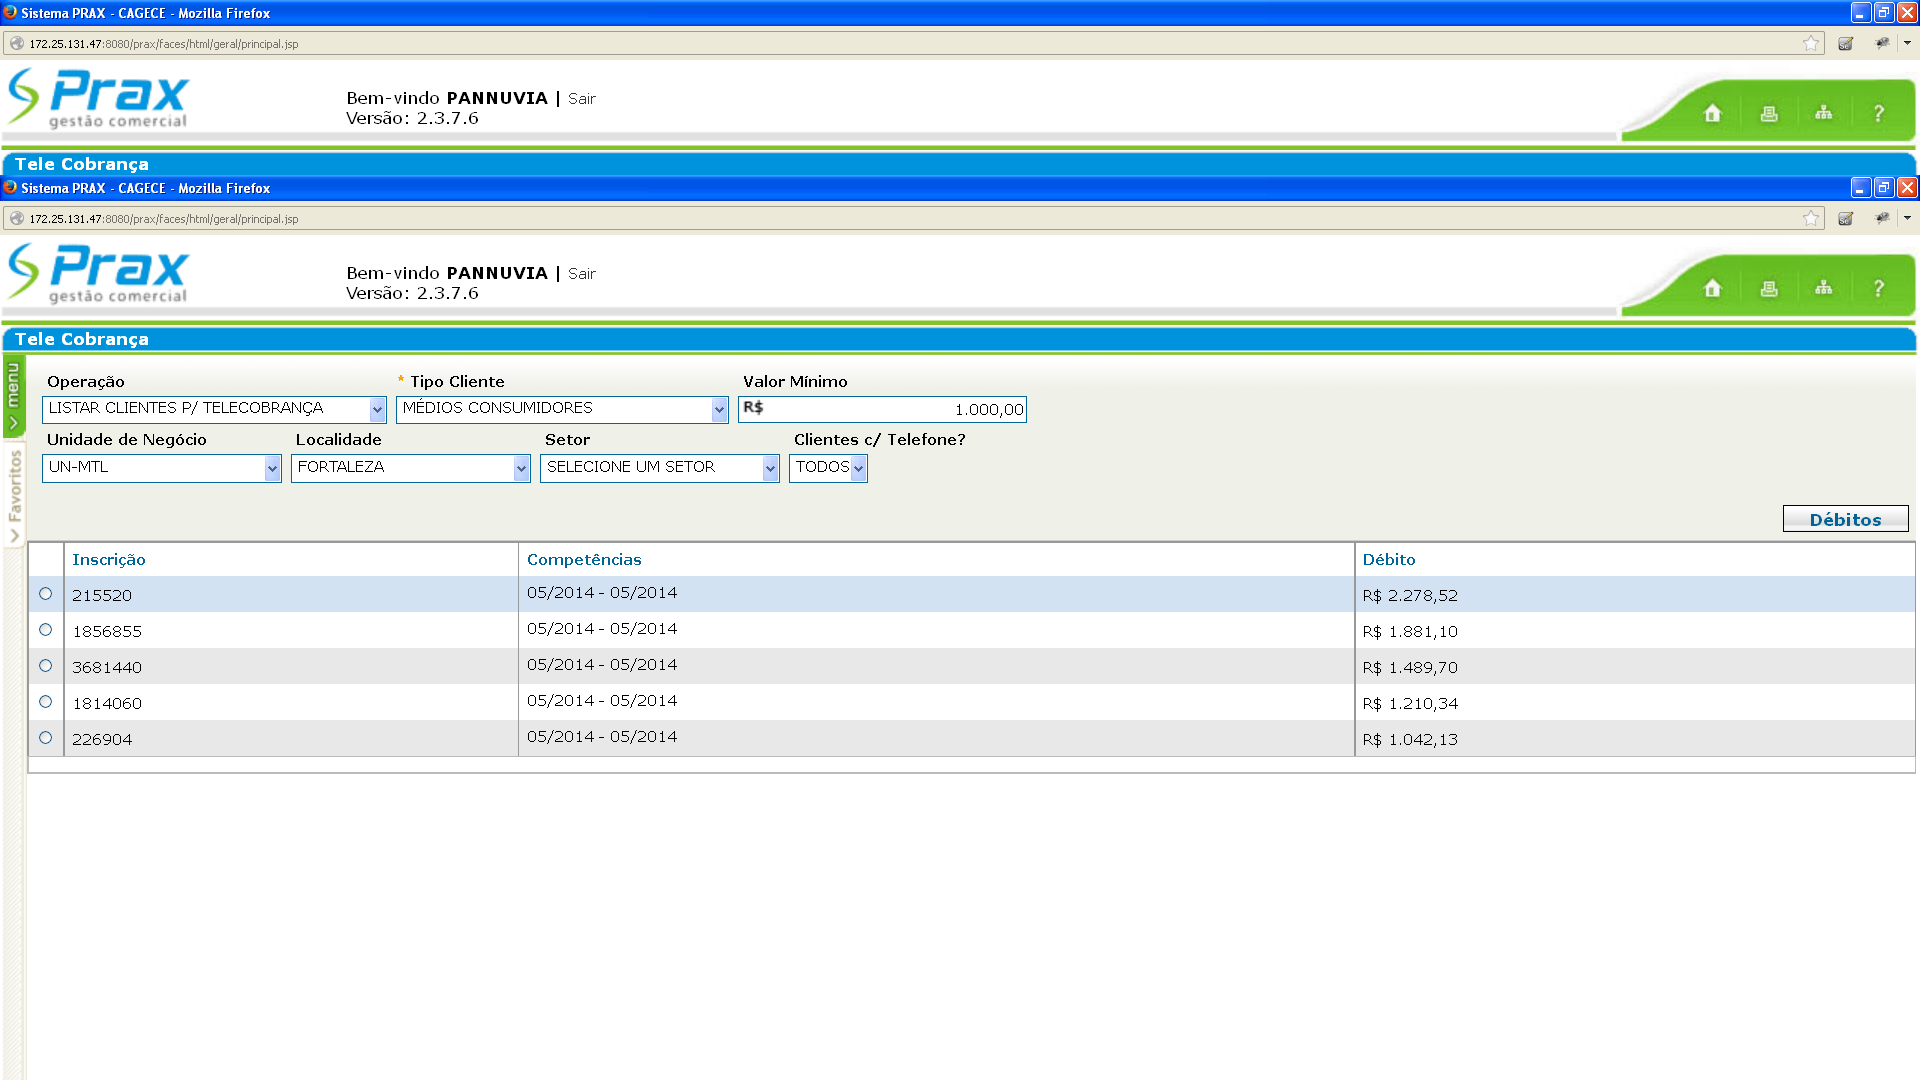 Sistema PRAX - CAGECE - Mozilla Firefox
172.25.131.47:8080/prax/faces/html/geral/principal.jsp
Prax
gestão comercial
Bem-vindo PANNUVIA | Sair
Versão: 2.3.7.6
?
Tele Cobrança
Sistema PRAX - CAGECE - Mozilla Firefox
172.25.131.47:8080/prax/faces/html/geral/principal.jsp
Prax
gestão comercial
Bem-vindo PANNUVIA | Sair
Versão: 2.3.7.6
?
Tele Cobrança
menu
Favoritos
Operação * Tipo Cliente Valor Mínimo
LISTAR CLIENTES P/ TELECOBRANÇA MÉDIOS CONSUMIDORES R$ 1.000,00
Unidade de Negócio Localidade Setor Clientes c/ Telefone?
UN-MTL FORTALEZA SELECIONE UM SETOR TODOS
Débitos
Inscrição Competências Débito
215520 05/2014 - 05/2014 R$ 2.278,52
1856855 05/2014 - 05/2014 R$ 1.881,10
3681440 05/2014 - 05/2014 R$ 1.489,70
1814060 05/2014 - 05/2014 R$ 1.210,34
226904 05/2014 - 05/2014 R$ 1.042,13